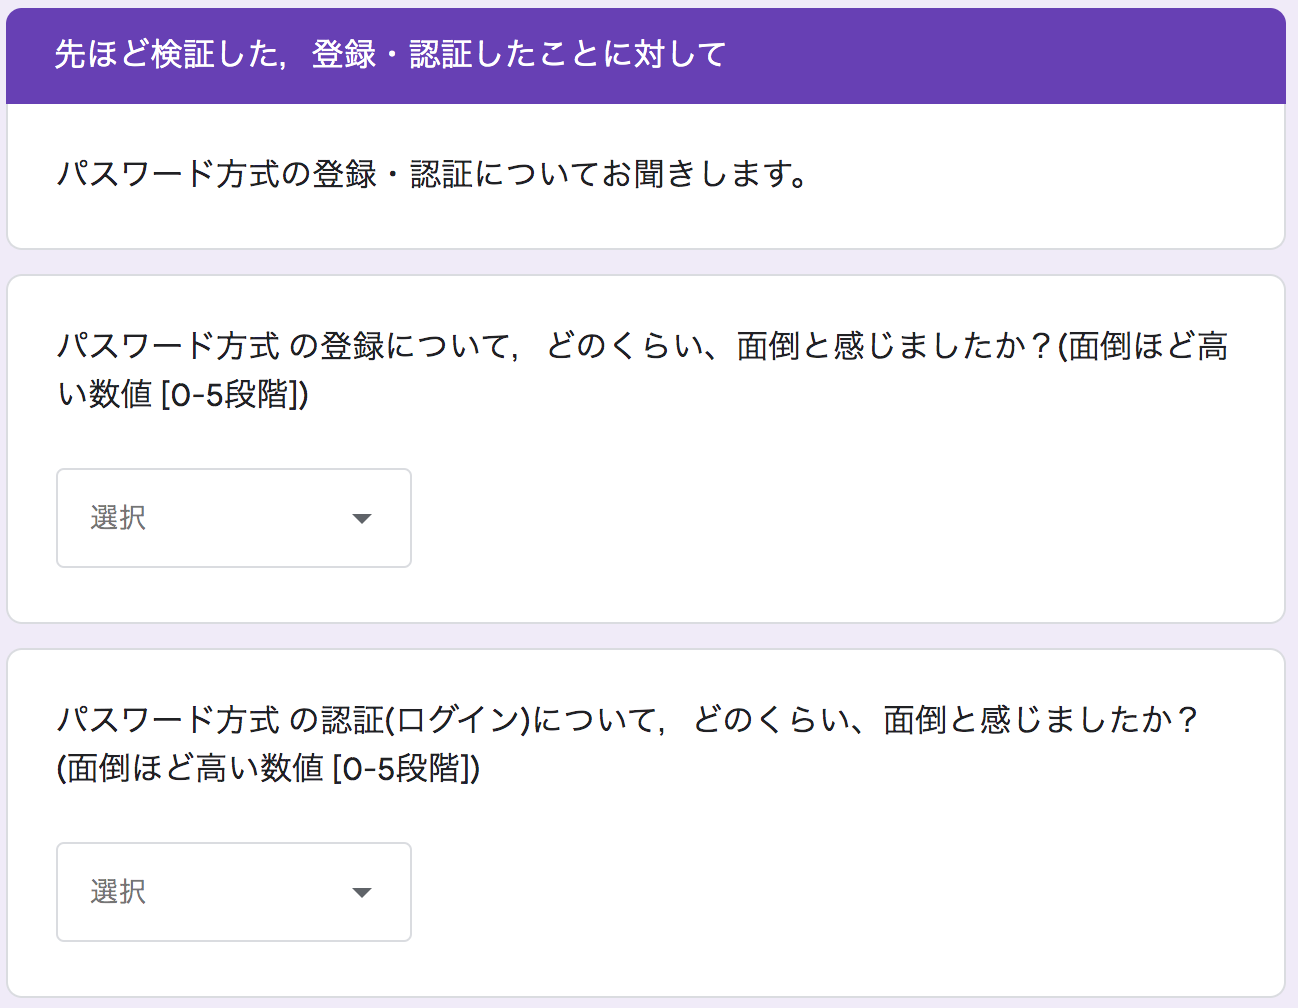 先ほど検証した，登録・認証したことに対して
パスワード方式の登録・認証についてお聞きします。
パスワード方式 の登録について，どのくらい、面倒と感じましたか？(面倒ほど高
い数値 [0-5段階])
選択
パスワード方式 の認証(ログイン)について，どのくらい、面倒と感じましたか？
(面倒ほど高い数値 [0-5段階])
選択